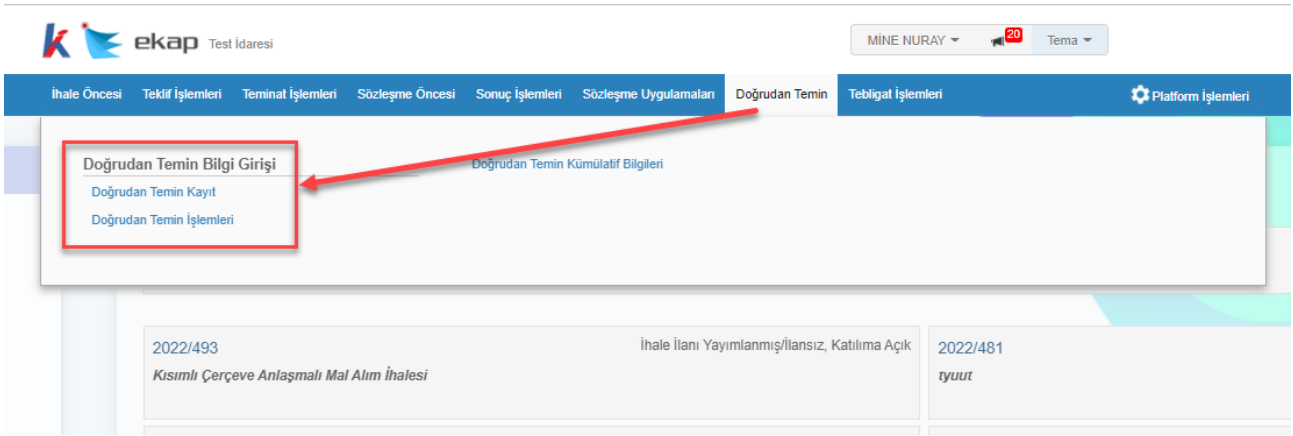 ekap Test İdaresi
MİNE NURAY
20
Tema
İhale Öncesi Teklif İşlemleri Teminat İşlemleri Sözleşme Öncesi Sonuç İşlemleri Sözleşme Uygulamaları Doğrudan Temin Tebligat İşlemleri Platform İşlemleri
Doğrudan Temin Bilgi Girişi
Doğrudan Temin Kayıt
Doğrudan Temin İşlemleri
Doğrudan Temin Kümülatif Bilgileri
2022/493 İhale İlanı Yayımlanmış/İlansız, Katılıma Açık
Kısımlı Çerçeve Anlaşmalı Mal Alım İhalesi
2022/481
tyuut